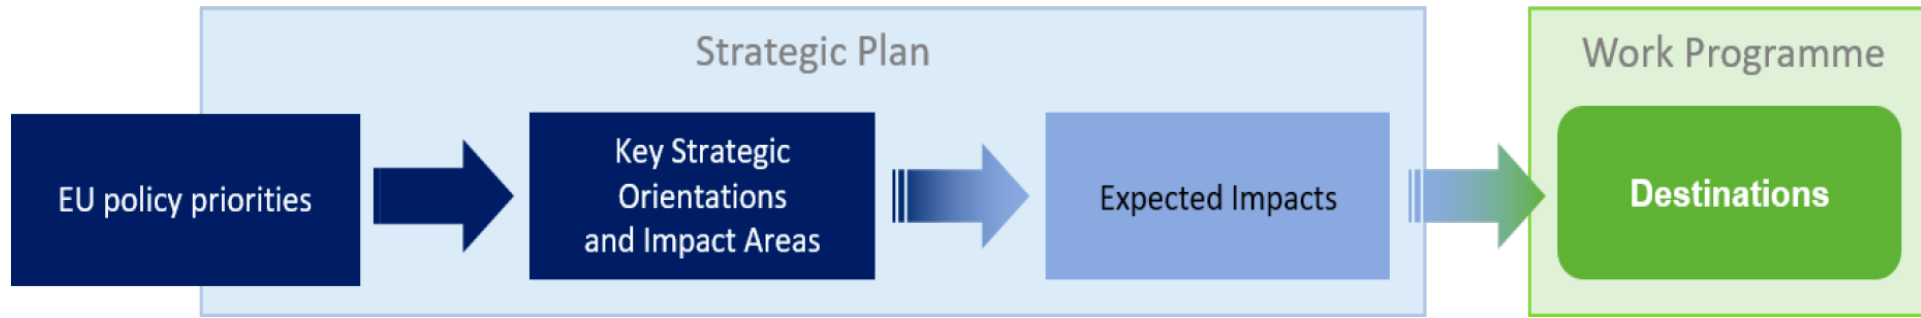 Strategic Plan
Work Programme
EU policy priorities
Key Strategic
Orientations
and Impact Areas
Expected Impacts
Destinations